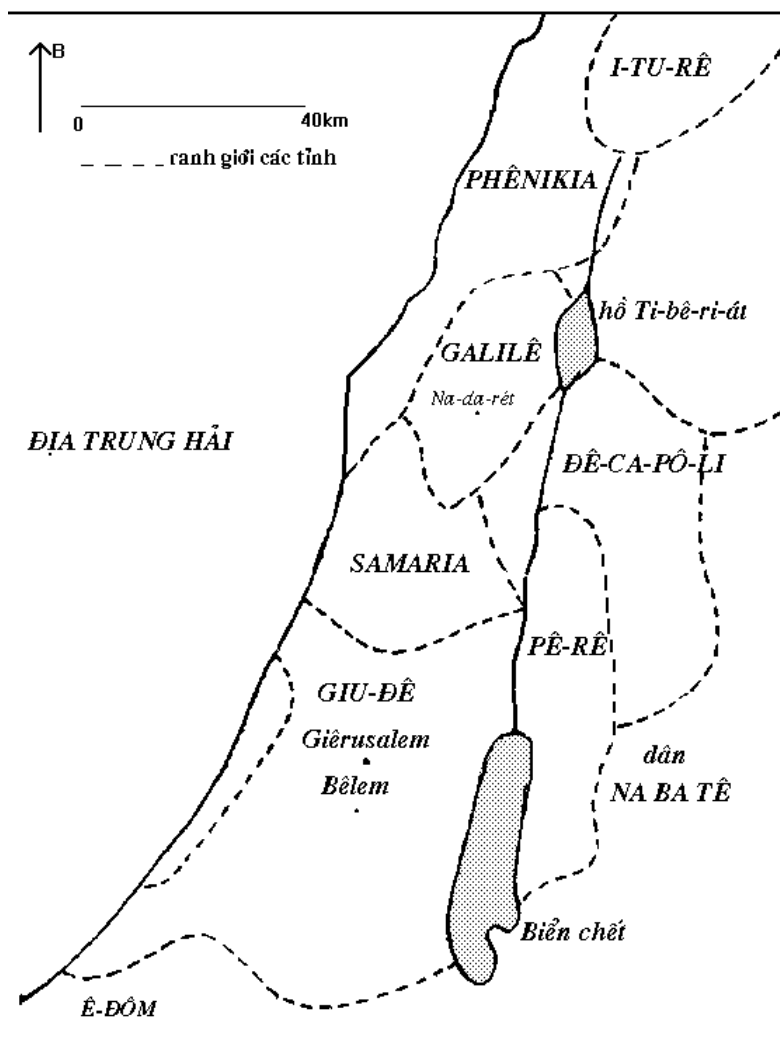 B
I-TU-RÊ
0 40km
ranh giới các tỉnh
PHÊNIKIA
hồ Ti-bê-ri-át
GALILÊ
Na-da-rét
ĐỊA TRUNG HẢI
ĐÊ-CA-PÔ-LI
SAMARIA
PÊ-RÊ
GIU-ĐÊ
Giêrusalem
dân
NA BA TÊ
Bêlem
Biển chết
Ê-ĐÔM